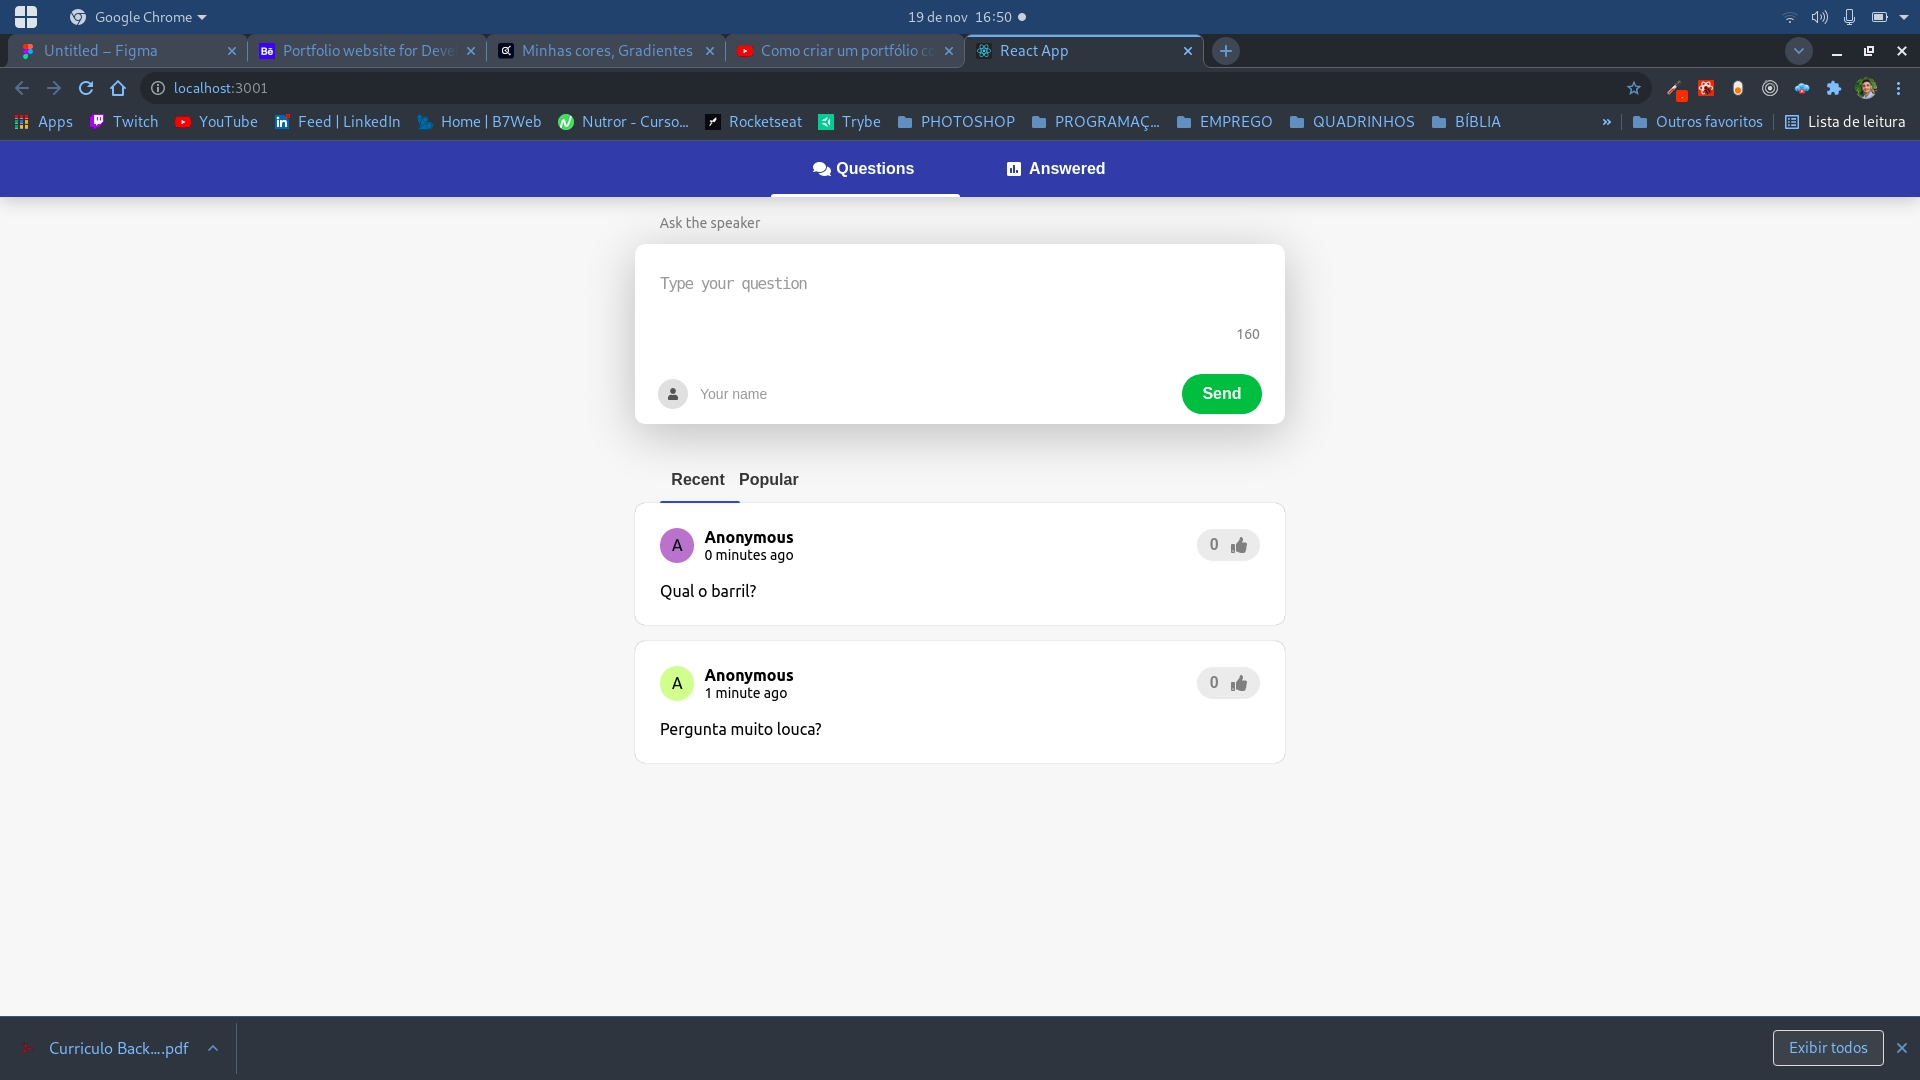 Google Chrome
19 de nov 16:50
Untitled – Figma
Portfolio website for Deve
Minhas cores, Gradientes
Como criar um portfólio co
React App
localhost:3001
Apps
Twitch
YouTube
Feed | LinkedIn
Home | B7Web
Nutror - Curso...
Rocketseat
Trybe
PHOTOSHOP
PROGRAMAÇ...
EMPREGO
QUADRINHOS
BÍBLIA
»
Outros favoritos
Lista de leitura
Questions
Answered
Ask the speaker
Type your question
160
Your name
Send
Recent
Popular
A
Anonymous
0 minutes ago
0
Qual o barril?
A
Anonymous
1 minute ago
0
Pergunta muito louca?
Curriculo Back....pdf
Exibir todos